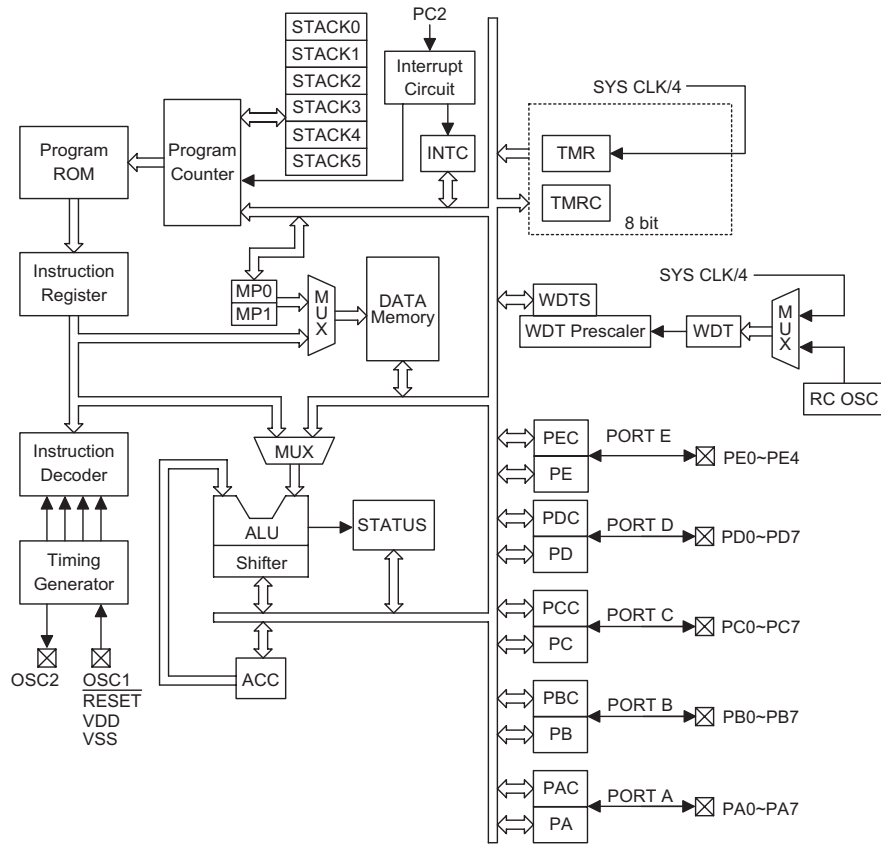 STACK0
STACK1
STACK2
STACK3
STACK4
STACK5
PC2
Interrupt
Circuit
INTC
Program
ROM
Program
Counter
SYS CLK/4
TMR
TMRC
8 bit
Instruction
Register
MP0
MP1
MUX
DATA
Memory
WDTS
WDT Prescaler
WDT
SYS CLK/4
MUX
RC OSC
Instruction
Decoder
MUX
ALU
Shifter
STATUS
Timing
Generator
ACC
OSC2
OSC1
RESET
VDD
VSS
PEC
PE
PORT E
PE0~PE4
PDC
PD
PORT D
PD0~PD7
PCC
PC
PORT C
PC0~PC7
PBC
PB
PORT B
PB0~PB7
PAC
PA
PORT A
PA0~PA7